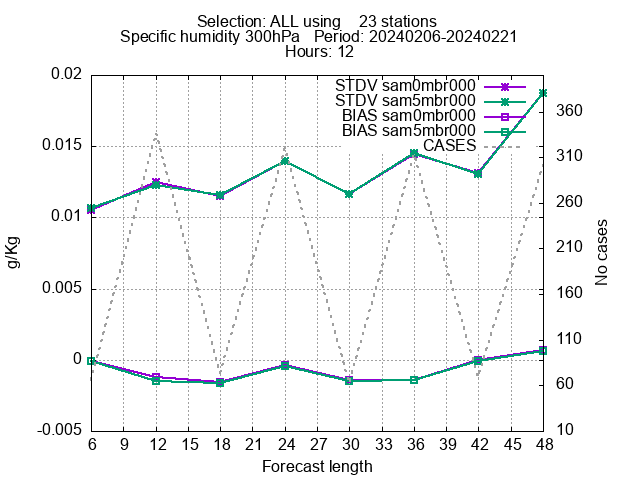 Selection: ALL using    23 stations
Specific humidity 300hPa   Period: 20240206-20240221
Hours: 12
STDV sam0mbr000
STDV sam5mbr000
BIAS sam0mbr000
BIAS sam5mbr000
CASES
0.02
0.015
0.01
0.005
0
-0.005
g/Kg
360
310
260
210
160
110
60
10
No cases
6 9 12 15 18 21 24 27 30 33 36 39 42 45 48
Forecast length